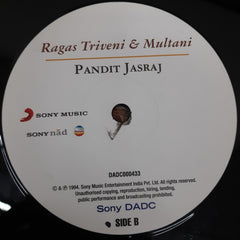 Ragas Triveni & Multani
PANDIT JASRAJ
SONY MUSIC
SONY nād
DADC000433
℗ & © 1994. Sony Music Entertainment India Pvt. Ltd. All rights reserved.
Unauthorized copying, reproduction, hiring, lending,
public performance and broadcasting prohibited.
Sony DADC
SIDE B